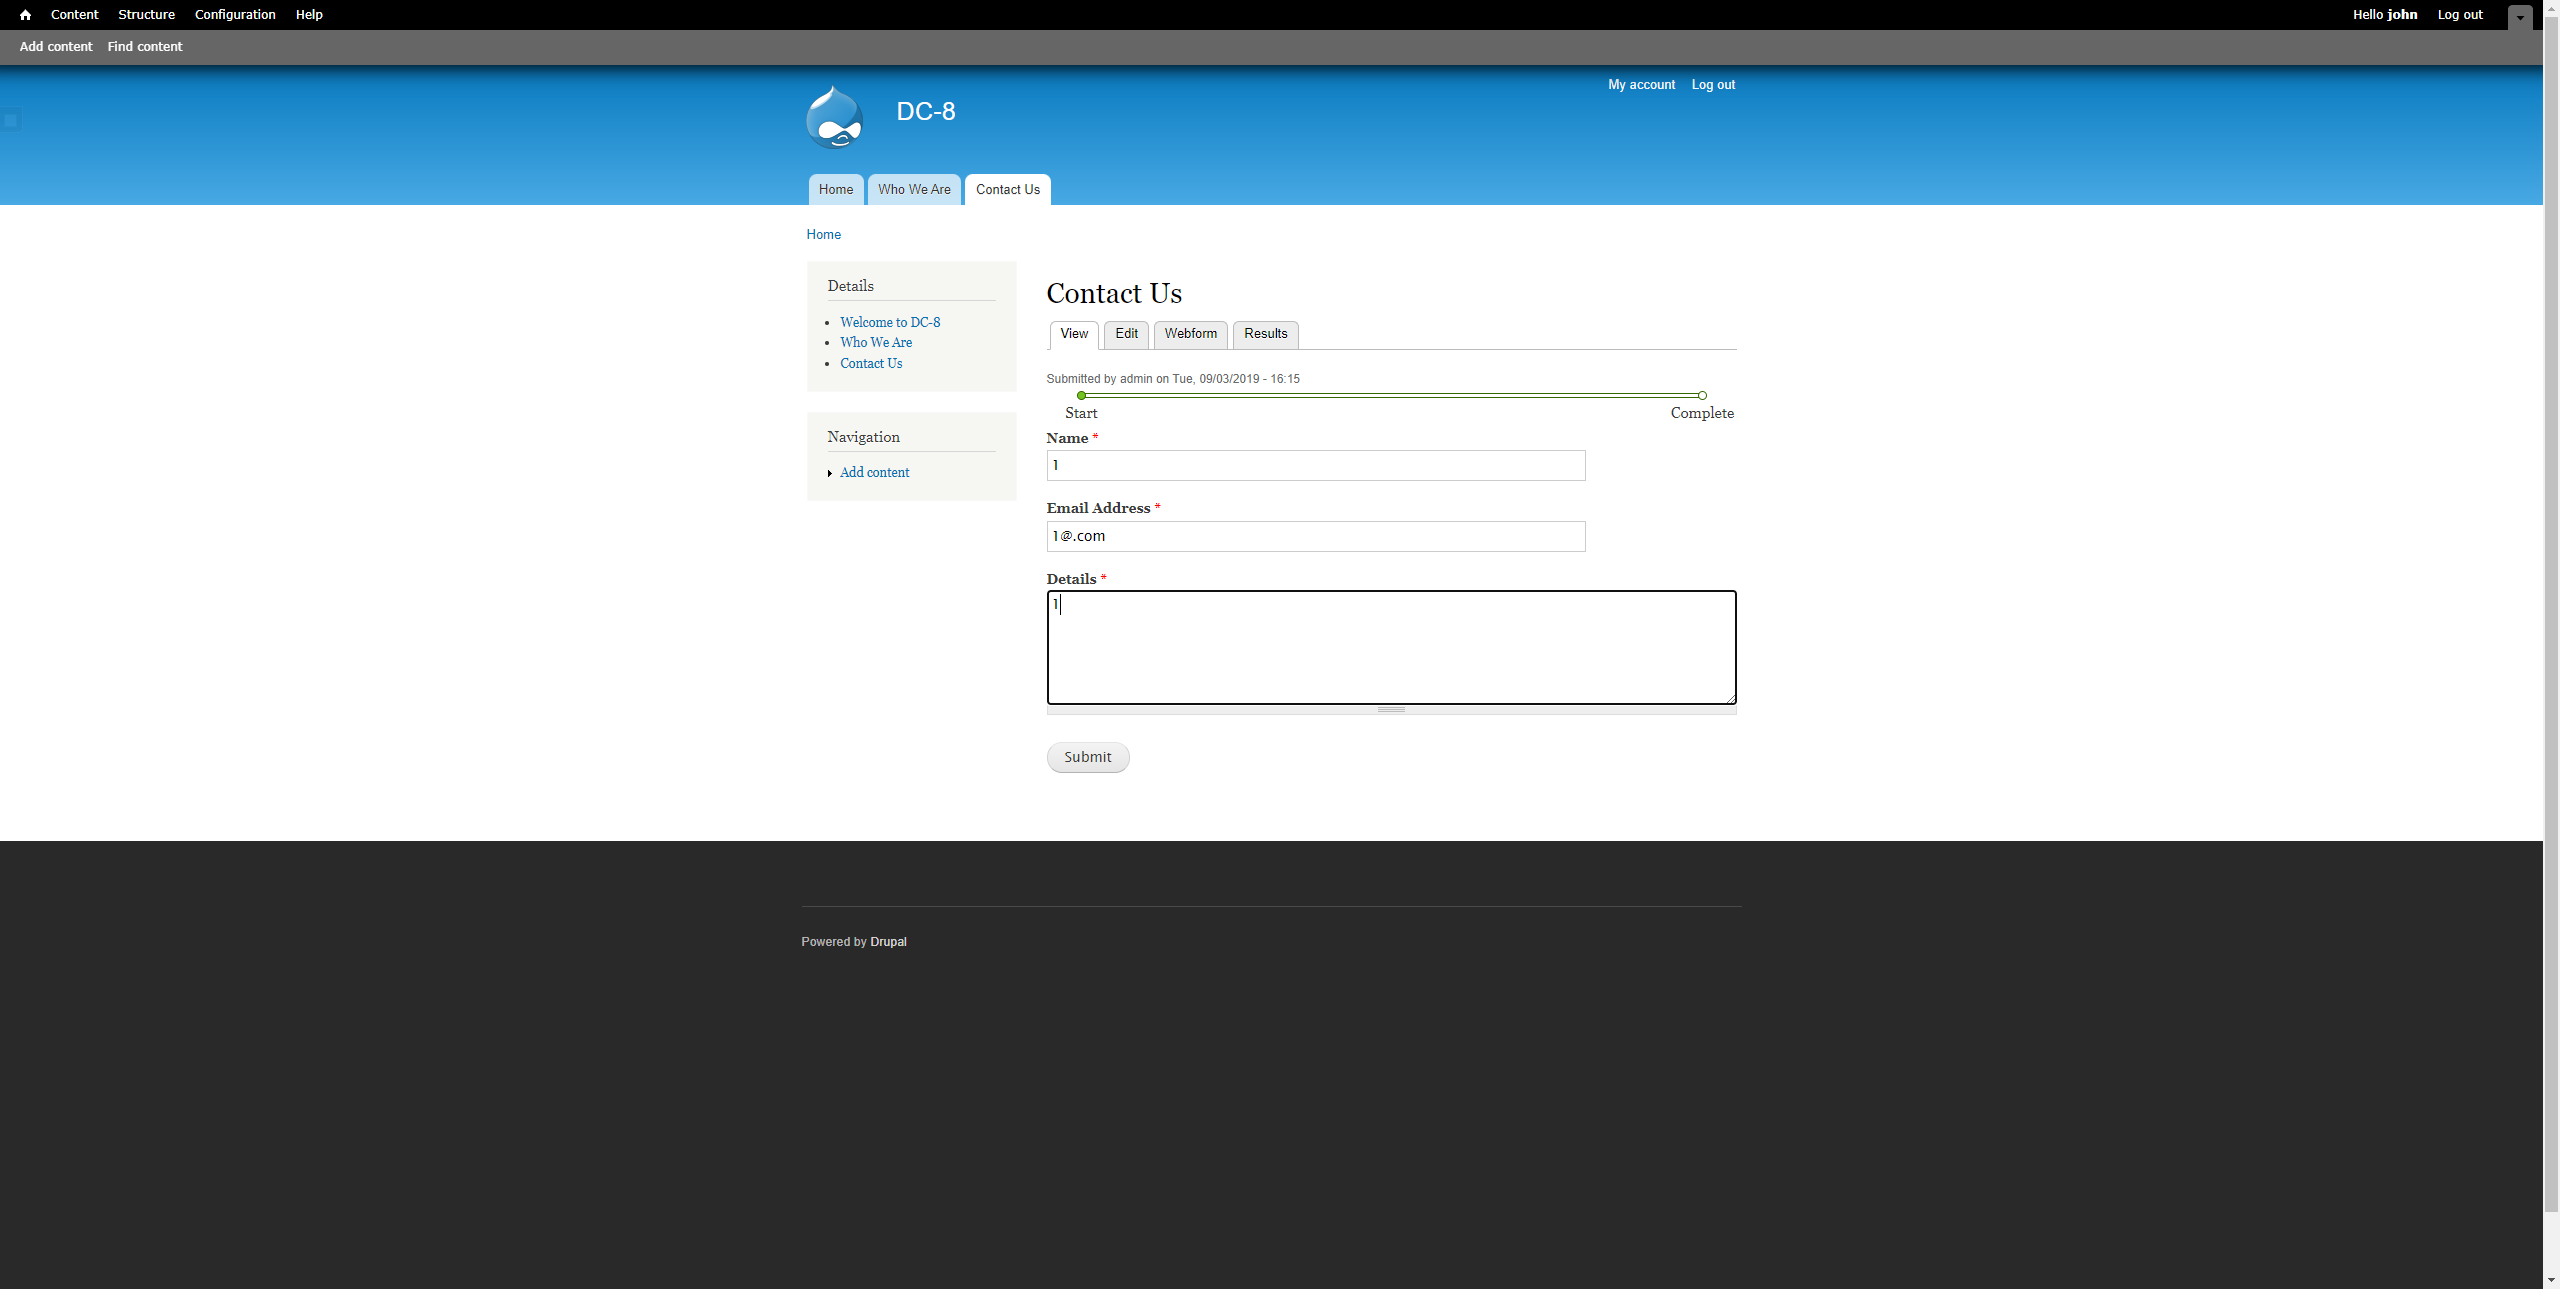 Content Structure Configuration Help Hello john Log out
Add content Find content
My account Log out
DC-8
Home Who We Are Contact Us
Home
Details
Welcome to DC-8
Who We Are
Contact Us
Navigation
Add content
Contact Us
View Edit Webform Results
Submitted by admin on Tue, 09/03/2019 - 16:15
Start Complete
Name *
1
Email Address *
1@.com
Details *
1
Submit
Powered by Drupal